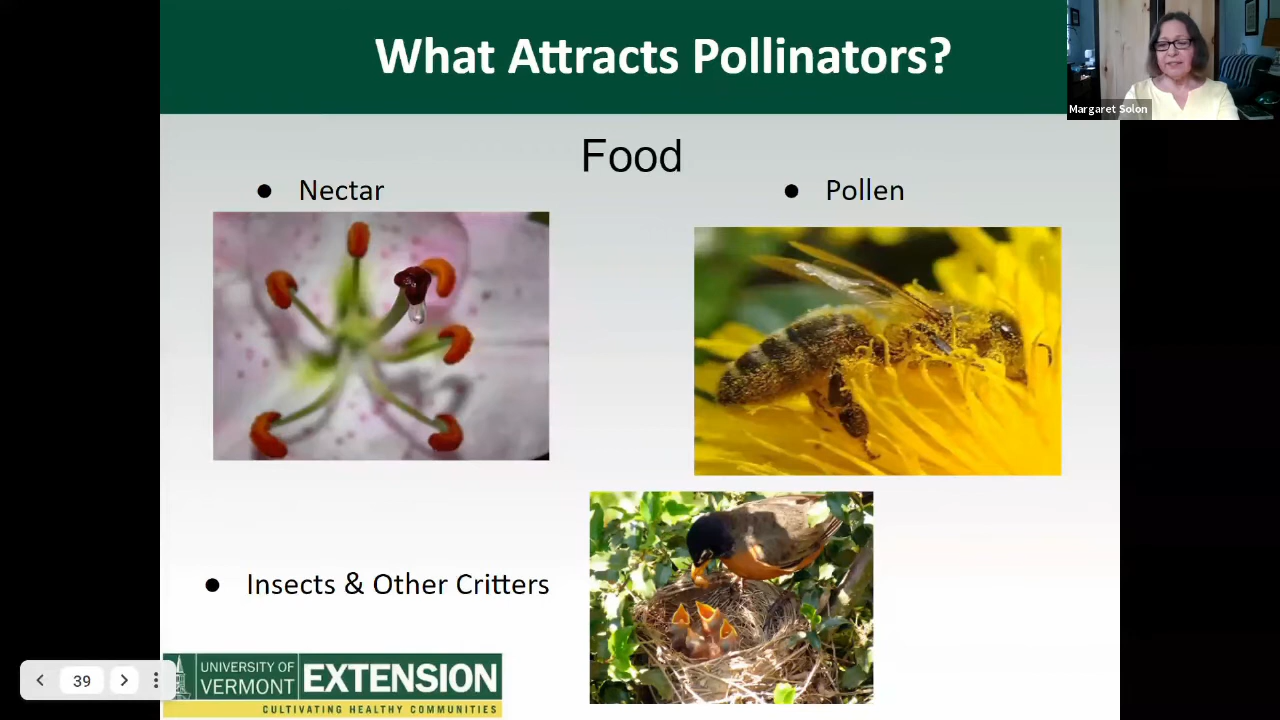 What Attracts Pollinators?
Margaret Solon
Food
● Nectar
● Pollen
● Insects & Other Critters
39
UNIVERSITY OF
VERMONT
EXTENSION
CULTIVATING HEALTHY COMMUNITIES